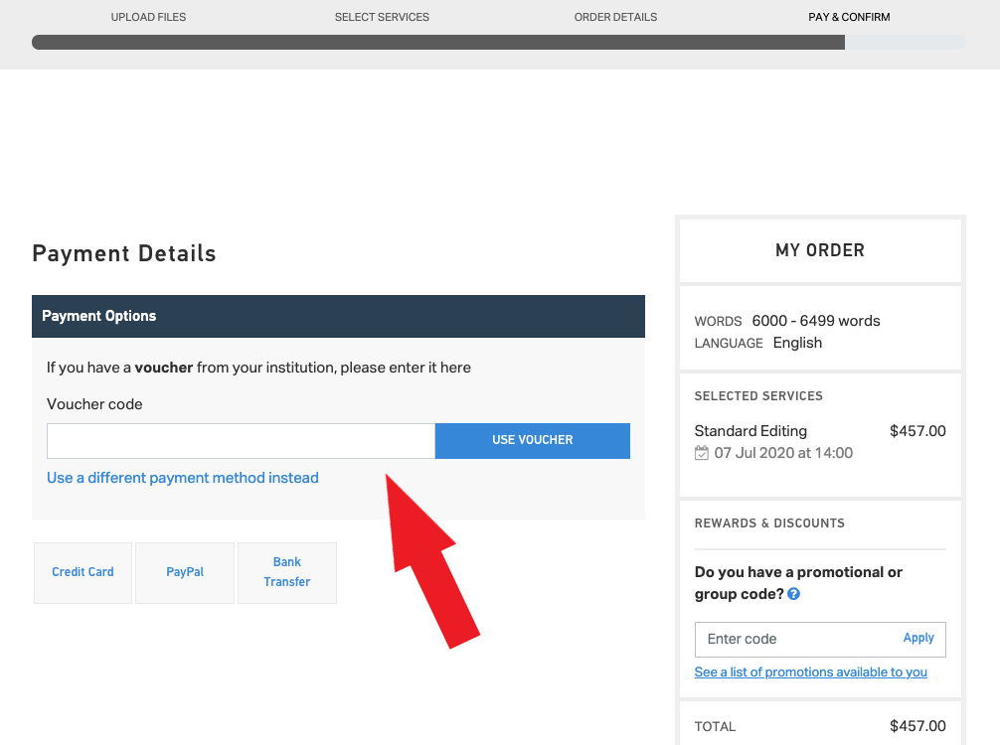 UPLOAD FILES
SELECT SERVICES
ORDER DETAILS
PAY & CONFIRM
Payment Details
Payment Options
If you have a voucher from your institution, please enter it here
Voucher code
USE VOUCHER
Use a different payment method instead
Credit Card
PayPal
Bank
Transfer
MY ORDER
WORDS 6000 - 6499 words
LANGUAGE English
SELECTED SERVICES
Standard Editing $457.00
07 Jul 2020 at 14:00
REWARDS & DISCOUNTS
Do you have a promotional or
group code? ?
Enter code Apply
See a list of promotions available to you
TOTAL $457.00